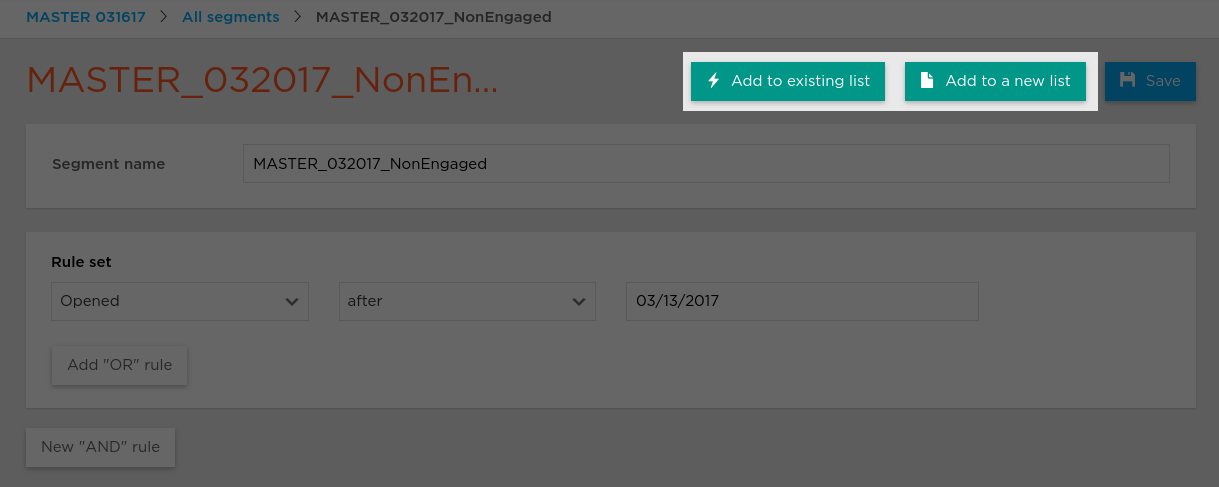 MASTER 031617 > All segments > MASTER_032017_NonEngaged
MASTER_032017_NonEn...
Add to existing list
Add to a new list
Save
Segment name
MASTER_032017_NonEngaged
Rule set
Opened
after
03/13/2017
Add "OR" rule
New "AND" rule